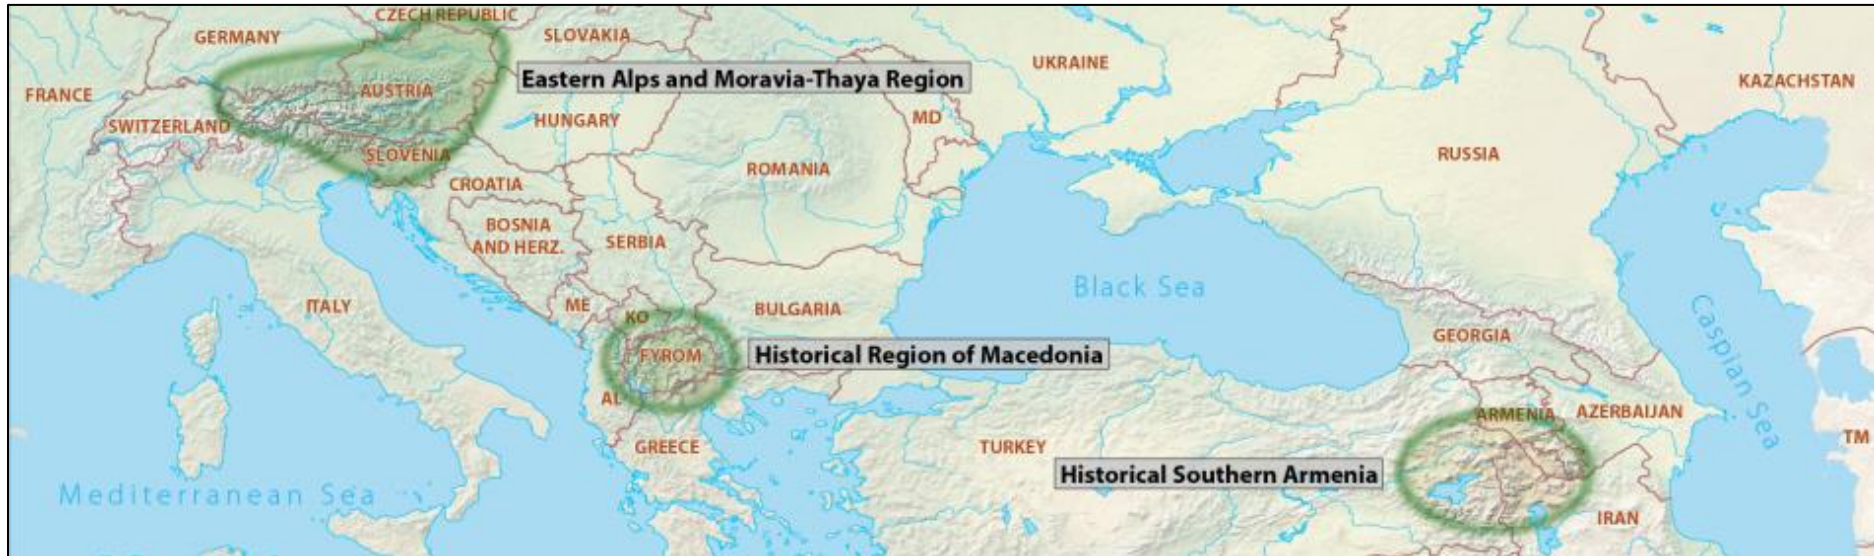 CZECH REPUBLIC
GERMANY
SLOVAKIA
UKRAINE
Eastern Alps and Moravia-Thaya Region
KAZACHSTAN
FRANCE
AUSTRIA
SWITZERLAND
HUNGARY
MD
SLOVENIA
RUSSIA
ROMANIA
CROATIA
BOSNIA
AND HERZ.
SERBIA
Black Sea
ITALY
ME
KO
BULGARIA
Caspian Sea
GEORGIA
FYROM
Historical Region of Macedonia
AL
ARMENIA
AZERBAIJAN
GREECE
TURKEY
TM
Historical Southern Armenia
Mediterranean Sea
IRAN